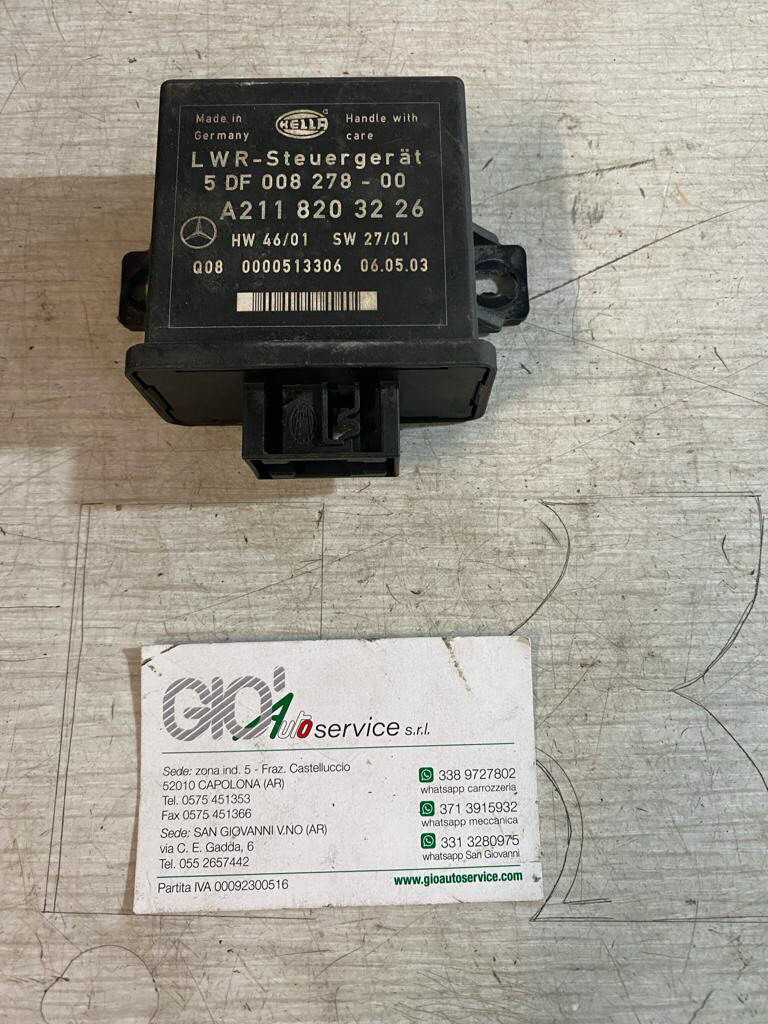 Made in
Germany
HELLA
Handle with
care
LWR-Steuergerät
5 DF 008 278 - 00
A211 820 32 26
HW 46/01 SW 27/01
Q08 0000513306 06.05.03
GIO' Autoservice s.r.l.
Sede: zona ind. 5 - Fraz. Castelluccio
52010 CAPOLONA (AR)
Tel. 0575 451353
Fax 0575 451366
Sede: SAN GIOVANNI V.NO (AR)
via C. E. Gadda, 6
Tel. 055 2657442
Partita IVA 00092300516
338 9727802
whatsapp carrozzeria
371 3915932
whatsapp meccanica
331 3280975
whatsapp San Giovanni
www.gioautoservice.com